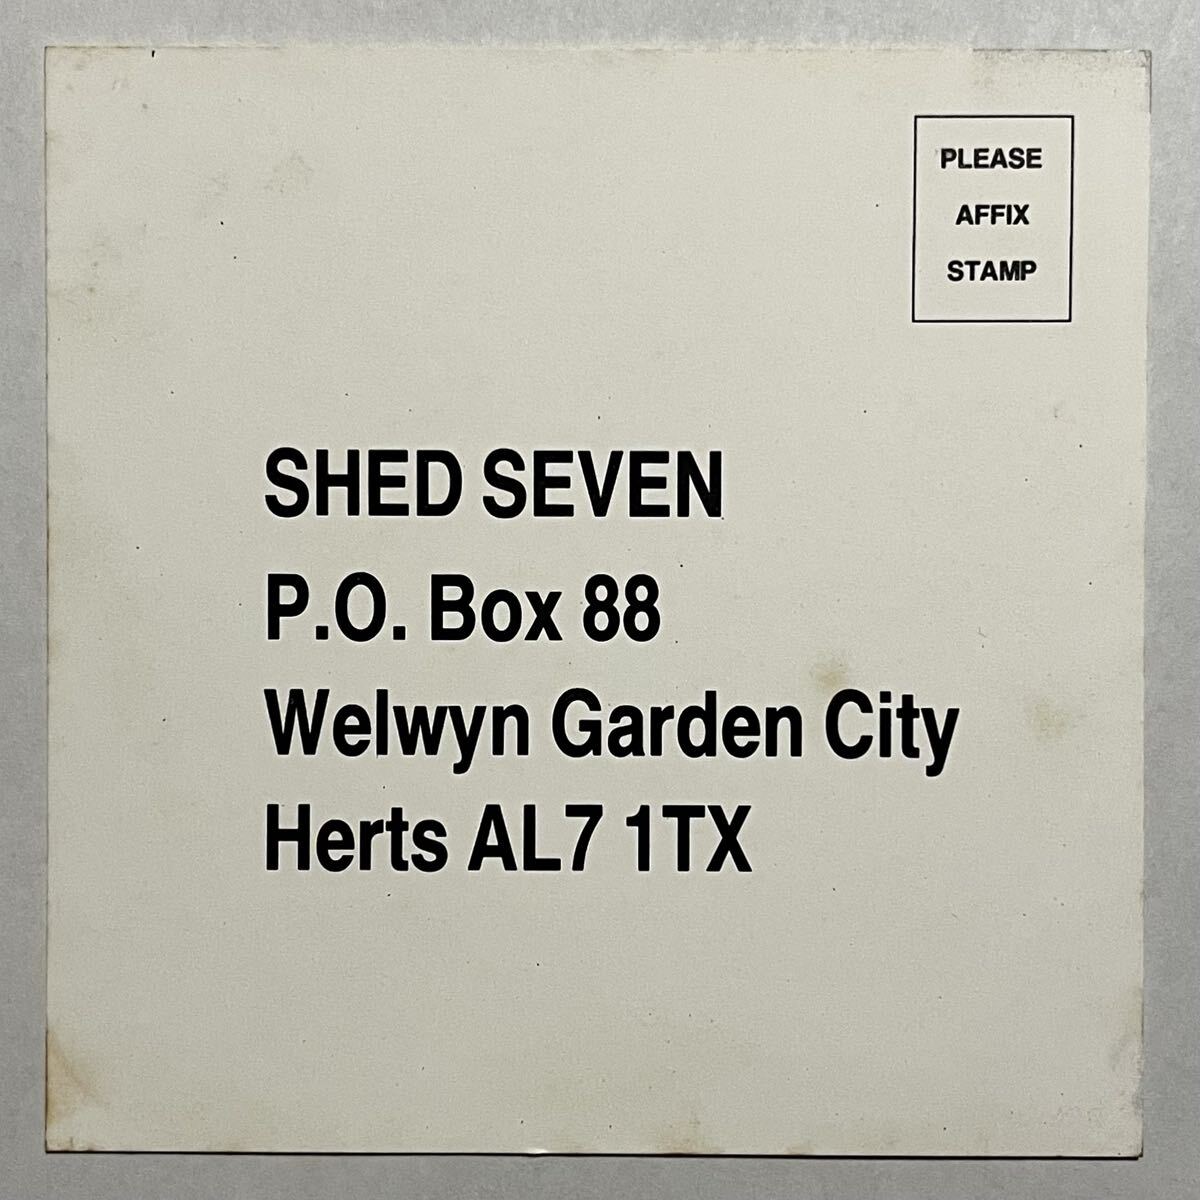 PLEASE
AFFIX
STAMP
SHED SEVEN
P.O. Box 88
Welwyn Garden City
Herts AL7 1TX